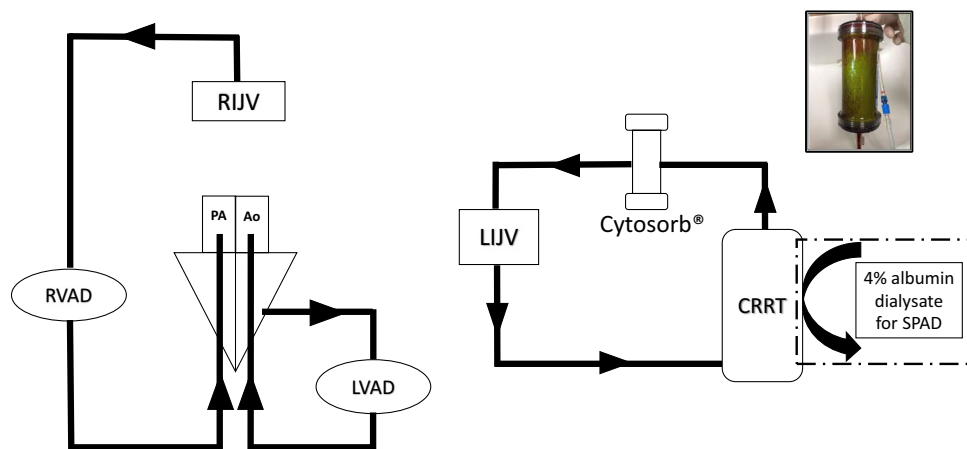 RIJV
PA
Ao
RVAD
LVAD
Cytosorb®
LIJV
CRRT
4% albumin
dialysate
for SPAD